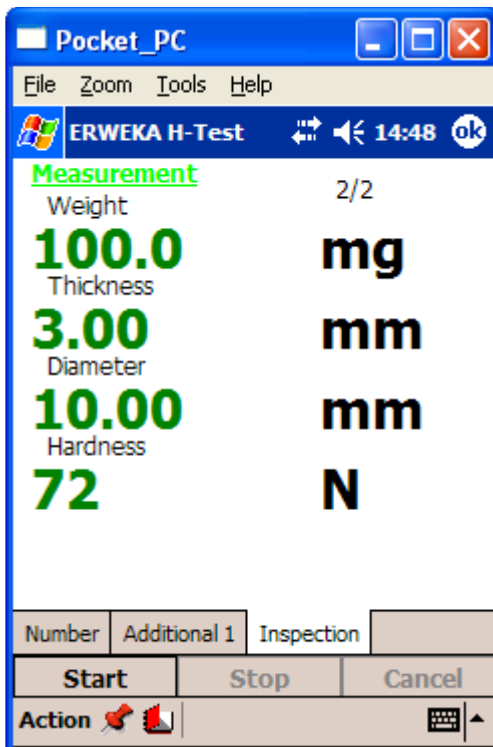 Pocket_PC
File Zoom Tools Help
ERWEKA H-Test 14:48 ok
Measurement
2/2
Weight
100.0 mg
Thickness
3.00 mm
Diameter
10.00 mm
Hardness
72 N
Number Additional 1 Inspection
Start Stop Cancel
Action